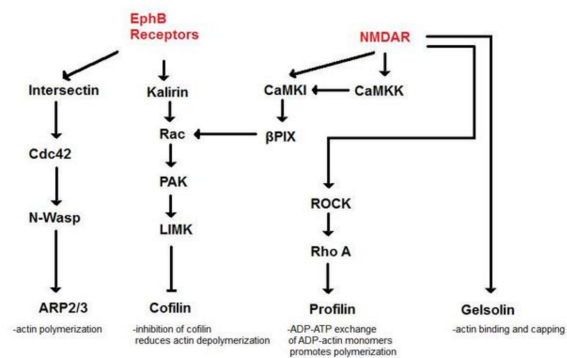 EphB
Receptors
NMDAR
Intersectin
Kalirin
CaMKI
CaMKK
Cdc42
Rac
βPIX
PAK
N-Wasp
LIMK
ROCK
Rho A
ARP2/3
-actin polymerization
Cofilin
-inhibition of cofilin
reduces actin depolymerization
Profilin
-ADP-ATP exchange
of ADP-actin monomers
promotes polymerization
Gelsolin
-actin binding and capping